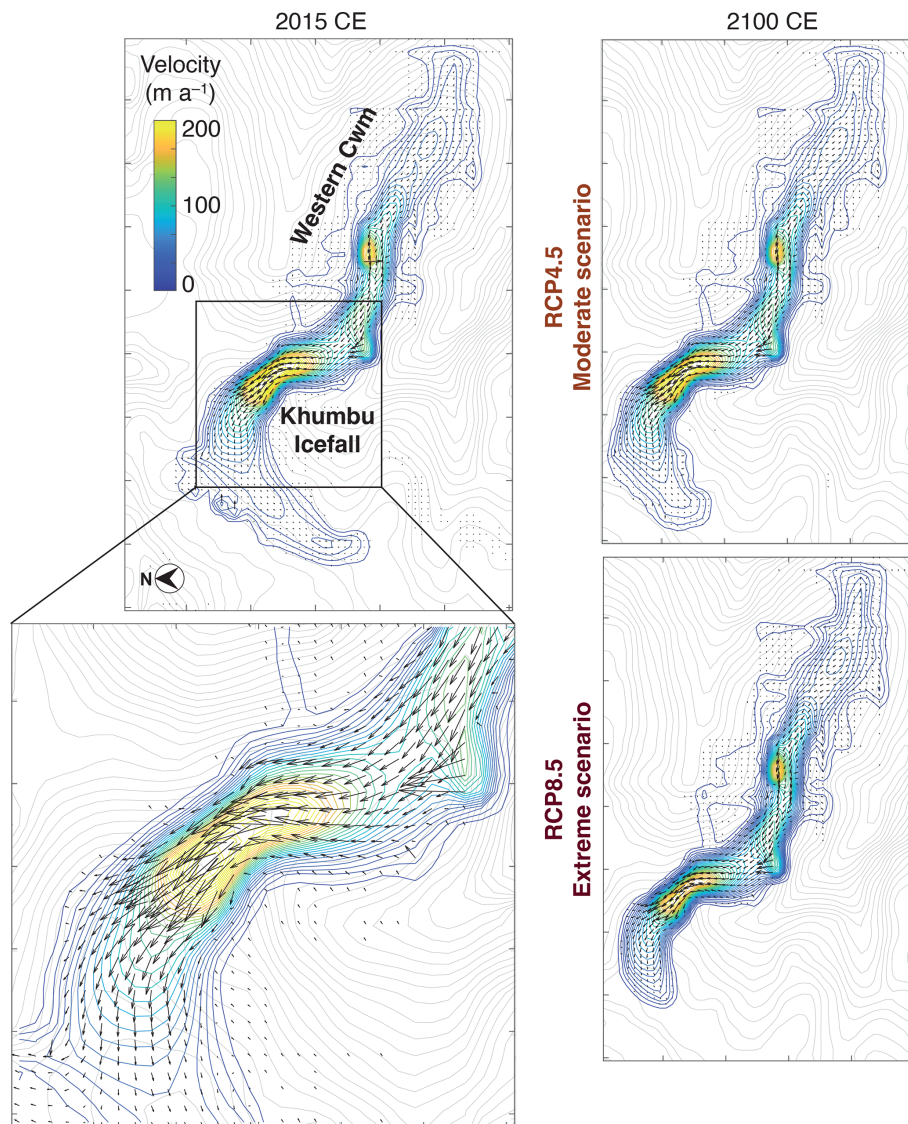 2015 CE
2100 CE
Velocity
(m a⁻¹)
200
100
0
Western Cwm
Khumbu
Icefall
N
RCP4.5
Moderate scenario
RCP8.5
Extreme scenario